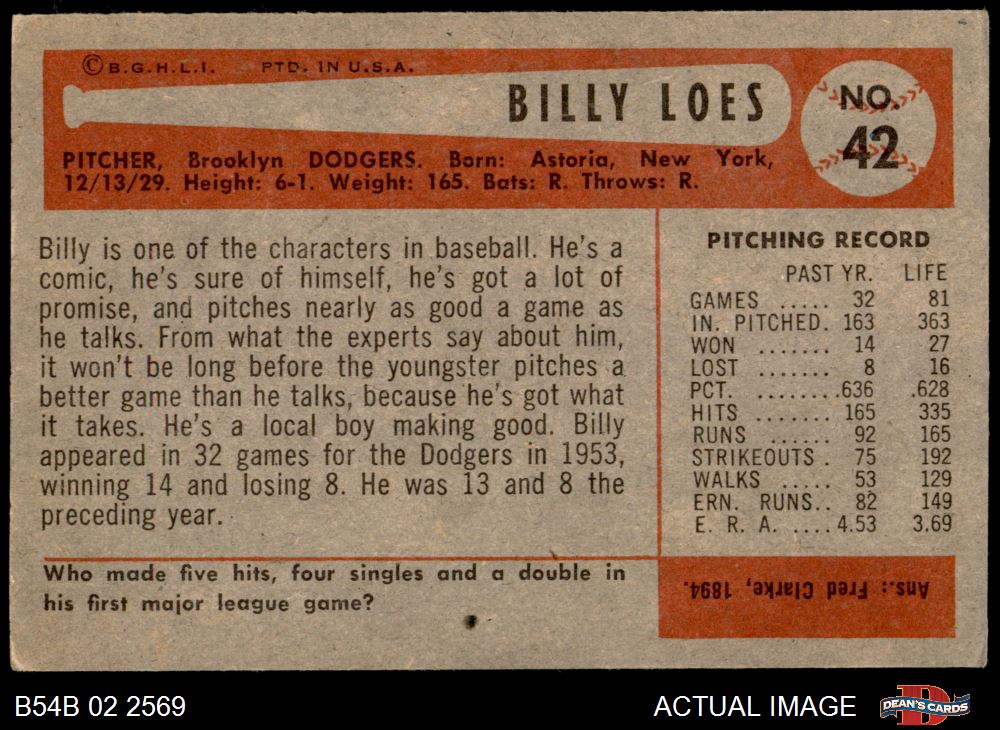 © B.G.H.L.I. PTD. IN U.S.A.
BILLY LOES
NO.
42
PITCHER, Brooklyn DODGERS. Born: Astoria, New York,
12/13/29. Height: 6-1. Weight: 165. Bats: R. Throws: R.
Billy is one of the characters in baseball. He's a
comic, he's sure of himself, he's got a lot of
promise, and pitches nearly as good a game as
he talks. From what the experts say about him,
it won't be long before the youngster pitches a
better game than he talks, because he's got what
it takes. He's a local boy making good. Billy
appeared in 32 games for the Dodgers in 1953,
winning 14 and losing 8. He was 13 and 8 the
preceding year.
PITCHING RECORD
PAST YR. LIFE
GAMES ..... 32 81
IN. PITCHED. 163 363
WON ....... 14 27
LOST ....... 8 16
PCT. ........ .636 .628
HITS ....... 165 335
RUNS ...... 92 165
STRIKEOUTS . 75 192
WALKS ..... 53 129
ERN. RUNS.. 82 149
E. R. A. .... 4.53 3.69
Who made five hits, four singles and a double in
his first major league game?
Ans.: Fred Clarke, 1894.
B54B 02 2569
ACTUAL IMAGE
D
DEAN'S CARDS